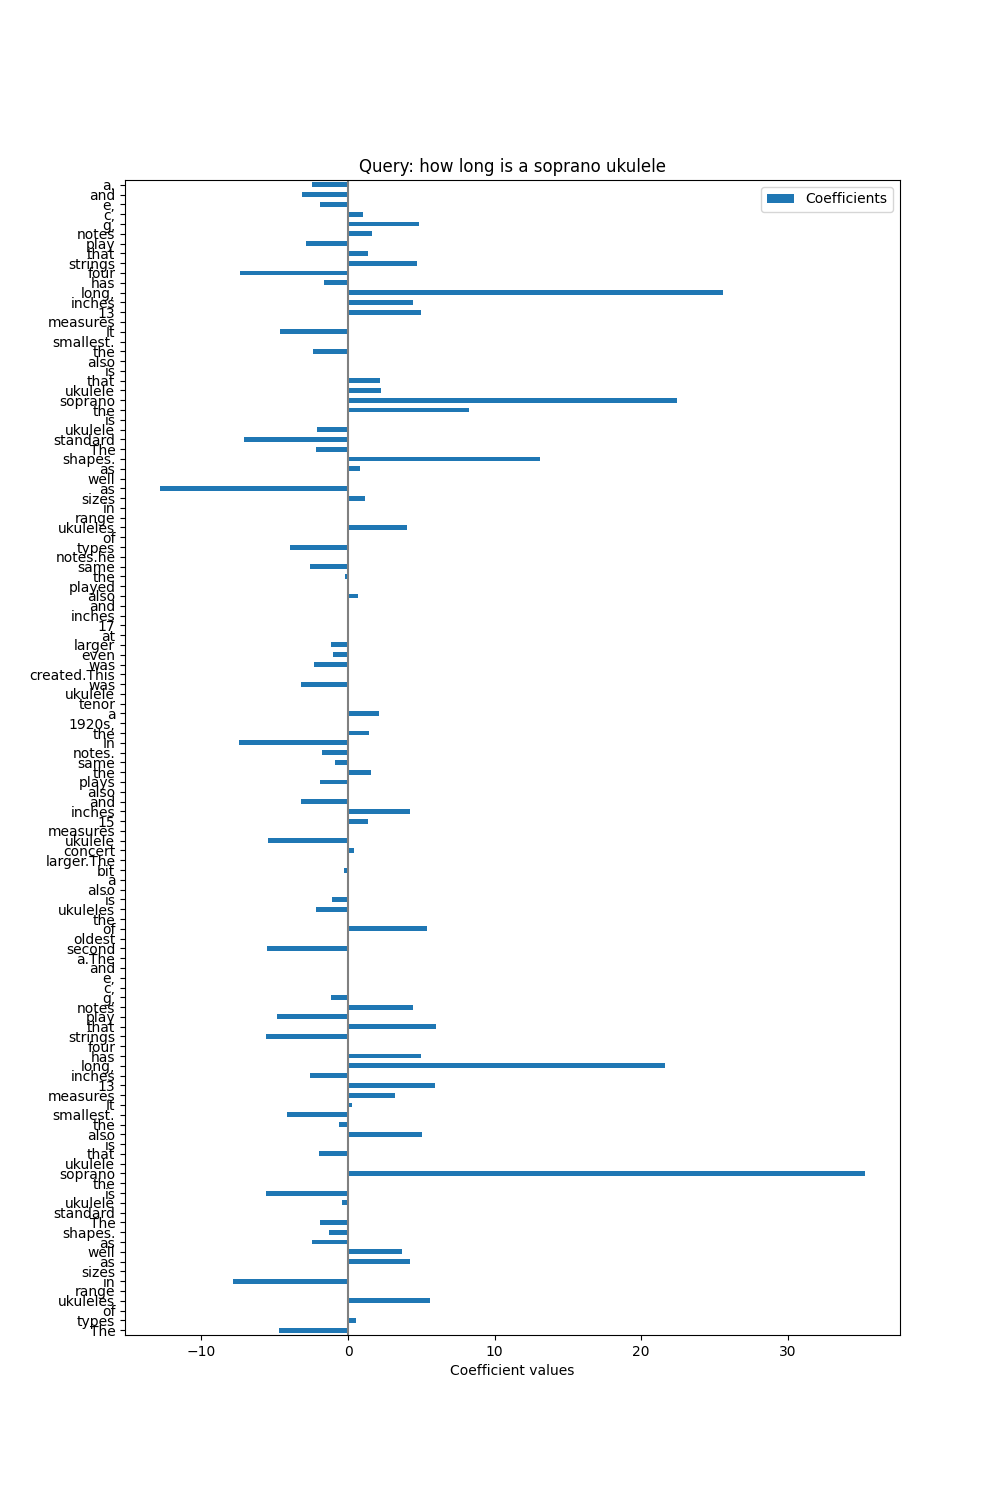 Query: how long is a soprano ukulele
Coefficients
a,
and
e,
c,
g,
notes
play
that
strings
four
has
long,
inches
13
measures
it
smallest.
the
also
is
that
ukulele
soprano
the
is
ukulele
standard
The
shapes.
as
well
as
sizes
in
range
ukuleles
of
types
notes.he
same
the
played
also
and
inches
17
at
larger
even
was
created.This
was
ukulele
tenor
a
1920s,
the
In
notes.
same
the
plays
also
and
inches
15
measures
ukulele
concert
larger.The
bit
a
also
is
ukuleles
the
of
oldest
second
a.The
and
e,
c,
g,
notes
play
that
strings
four
has
long,
inches
13
measures
it
smallest.
the
also
is
that
ukulele
soprano
the
is
ukulele
standard
The
shapes.
as
well
as
sizes
in
range
ukuleles
of
types
The
−10 0 10 20 30
Coefficient values